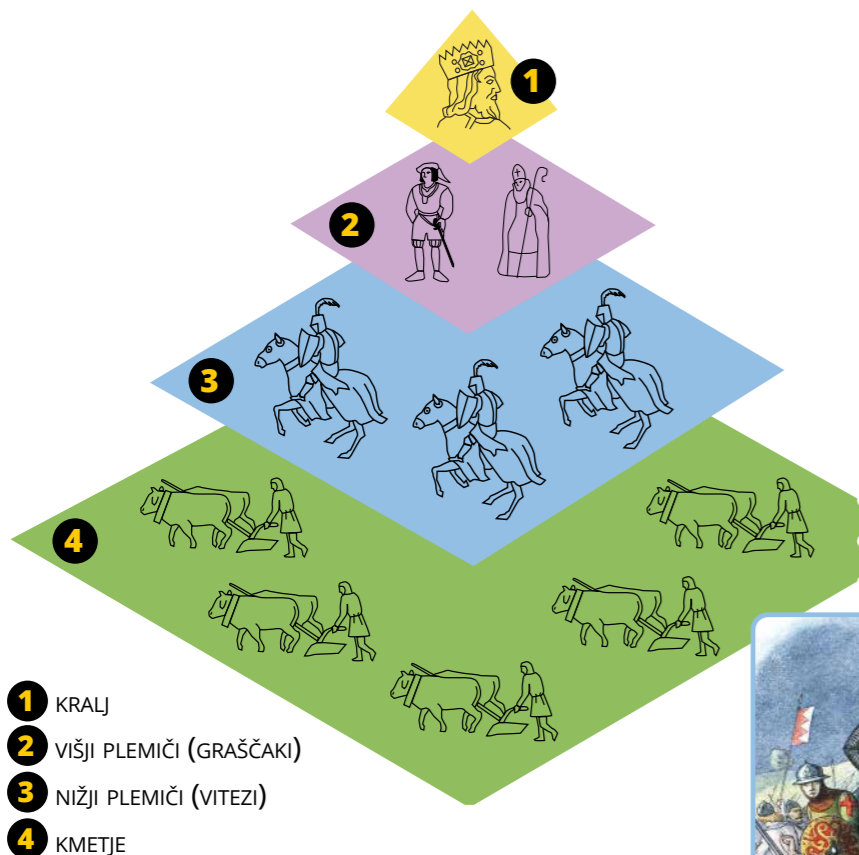 1
2
3
4
1 KRALJ
2 VIŠJI PLEMIČI (GRAŠČAKI)
3 NIŽJI PLEMIČI (VITEZI)
4 KMETJE